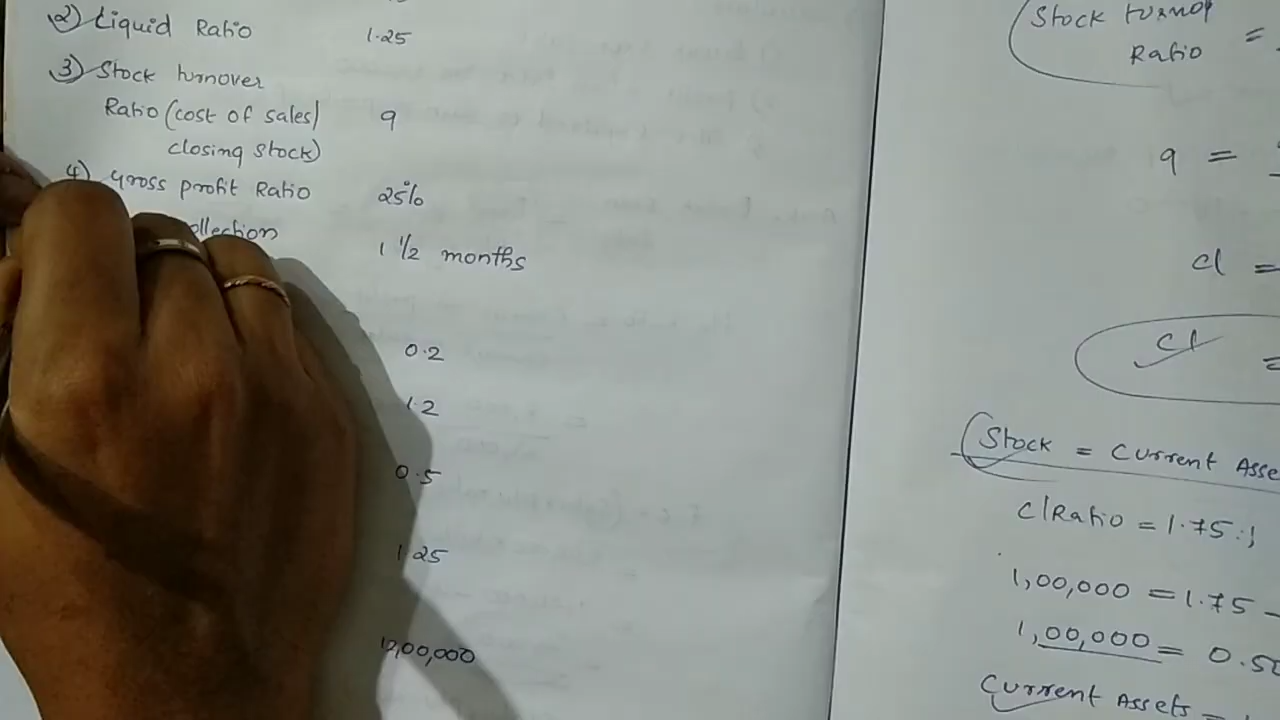 2) Liquid Ratio 1.25
3) Stock turnover
Ratio (cost of sales) 9
closing stock)
4) Gross profit Ratio 25%
ollection
1 1/2 months
0.2
1.2
0.5
1.25
12,00,000
Stock turnov
Ratio =
9 =
cl =
cl =
Stock = Current Asse
C/Ratio = 1.75:1
1,00,000 = 1.75 -
1,00,000 = 0.50
Current Assets =